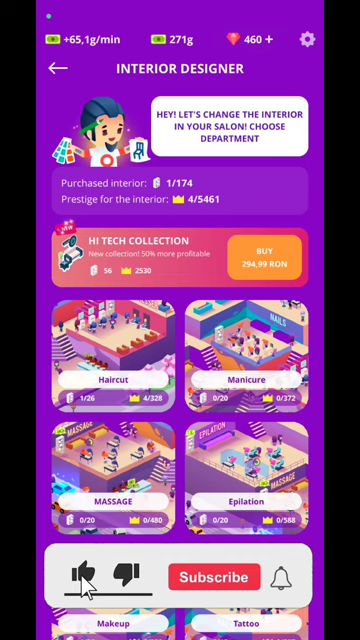 +65,1g/min 271g 460 +
INTERIOR DESIGNER
HEY! LET'S CHANGE THE INTERIOR
IN YOUR SALON! CHOOSE
DEPARTMENT
Purchased interior: 1/174
Prestige for the interior: 4/5461
NEW
HI TECH COLLECTION
New collection! 50% more profitable
56 2530
BUY
294,99 RON
NAILS
Haircut
Manicure
1/26 4/328
0/20 0/372
MASSAGE
EPILATION
MASSAGE
MASSAGE
Epilation
0/20 0/480
0/20 0/588
Subscribe
Makeup
Tattoo